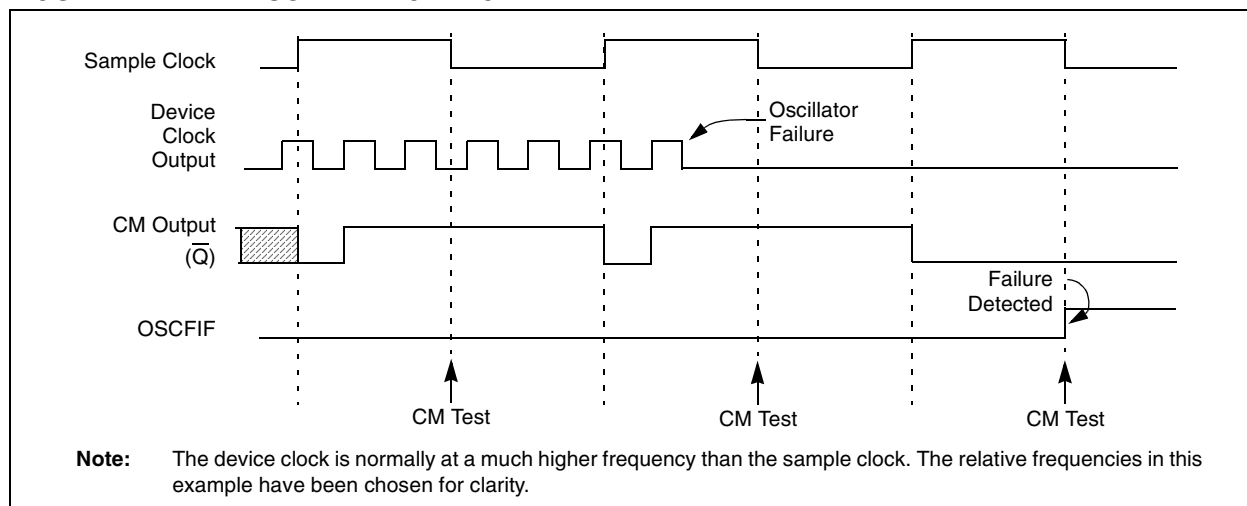 Sample Clock
Device
Clock
Output
Oscillator
Failure
CM Output
(Q)
Failure
Detected
OSCFIF
CM Test
CM Test
CM Test
Note: The device clock is normally at a much higher frequency than the sample clock. The relative frequencies in this
example have been chosen for clarity.